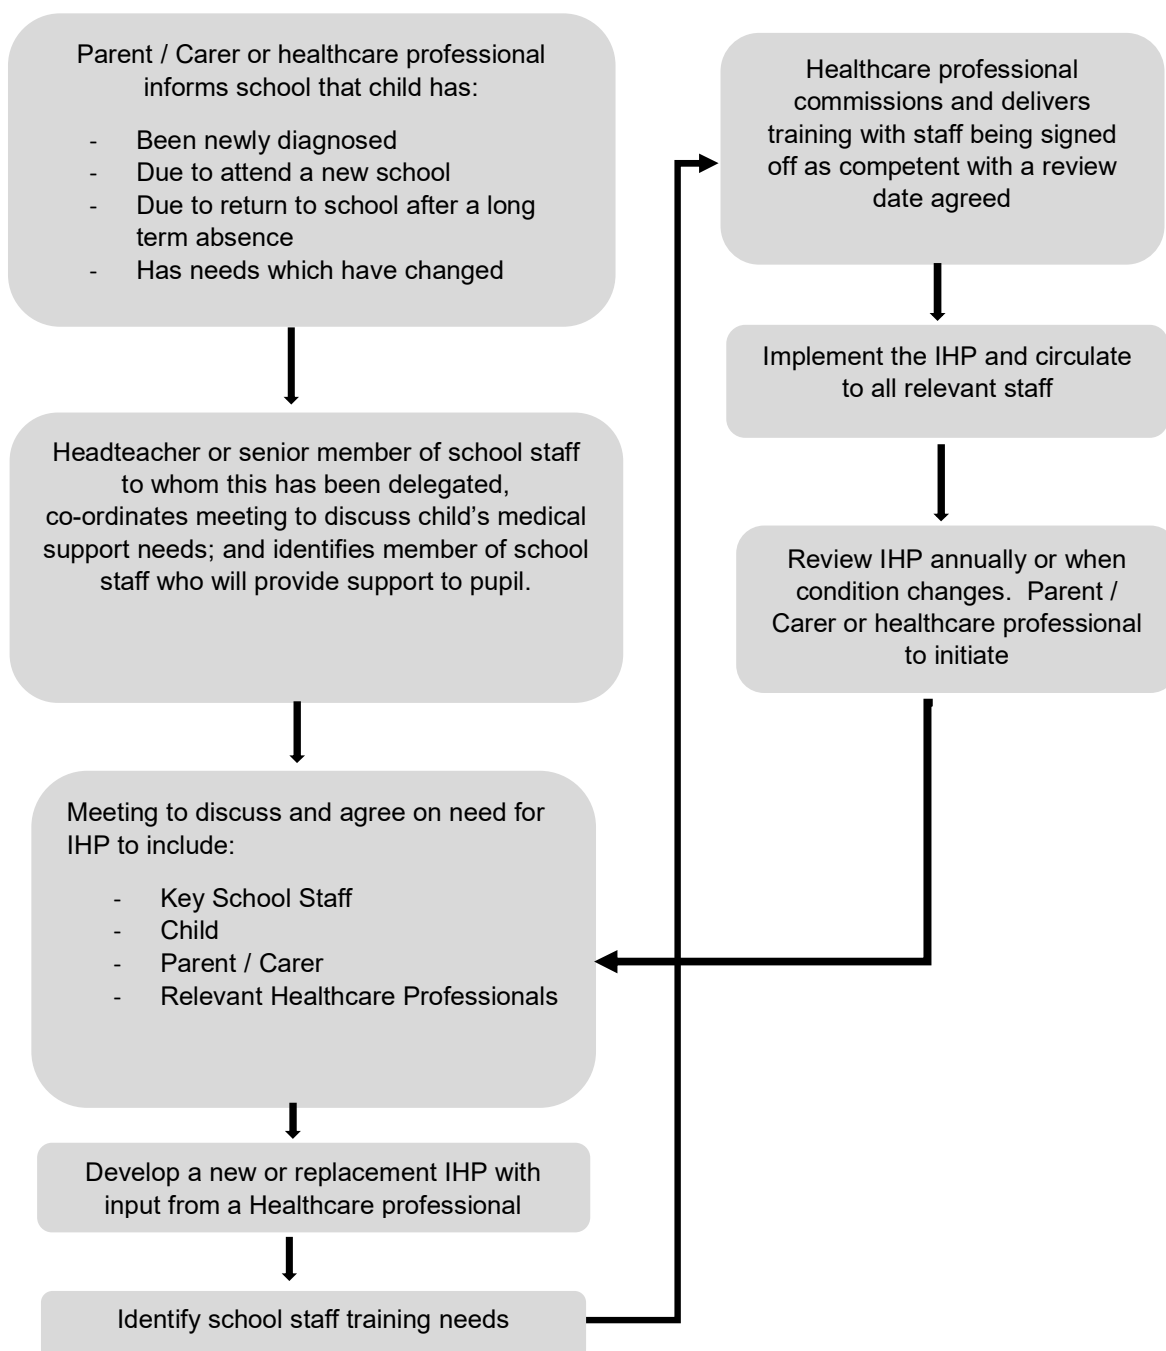 Parent / Carer or healthcare professional
informs school that child has:
- Been newly diagnosed
- Due to attend a new school
- Due to return to school after a long
term absence
- Has needs which have changed
Headteacher or senior member of school staff
to whom this has been delegated,
co-ordinates meeting to discuss child’s medical
support needs; and identifies member of school
staff who will provide support to pupil.
Meeting to discuss and agree on need for
IHP to include:
- Key School Staff
- Child
- Parent / Carer
- Relevant Healthcare Professionals
Develop a new or replacement IHP with
input from a Healthcare professional
Identify school staff training needs
Healthcare professional
commissions and delivers
training with staff being signed
off as competent with a review
date agreed
Implement the IHP and circulate
to all relevant staff
Review IHP annually or when
condition changes.  Parent /
Carer or healthcare professional
to initiate